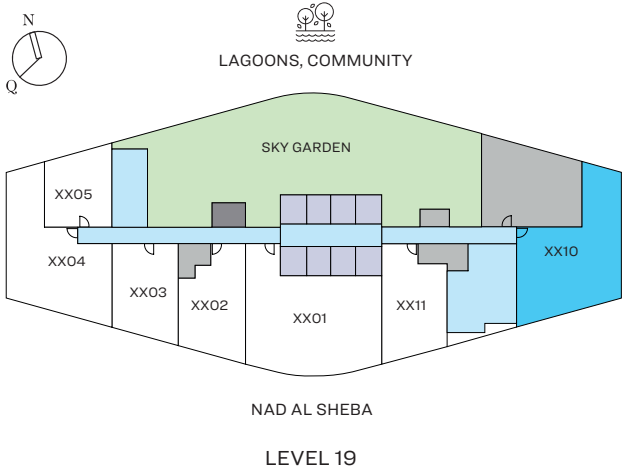 N
Q
LAGOONS, COMMUNITY
SKY GARDEN
XX05
XX04
XX10
XX03
XX02
XX01
XX11
NAD AL SHEBA
LEVEL 19